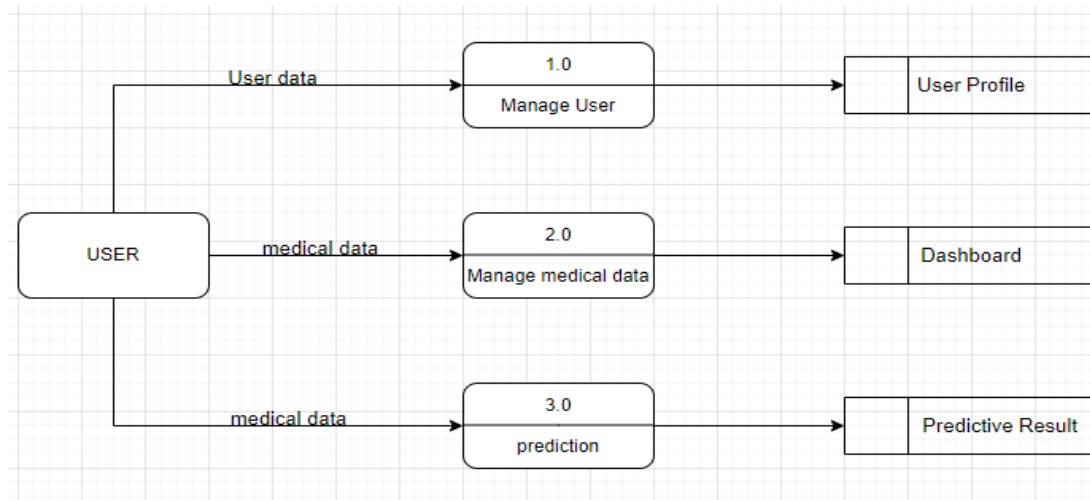 User data
1.0
Manage User
User Profile
USER
medical data
2.0
Manage medical data
Dashboard
medical data
3.0
prediction
Predictive Result